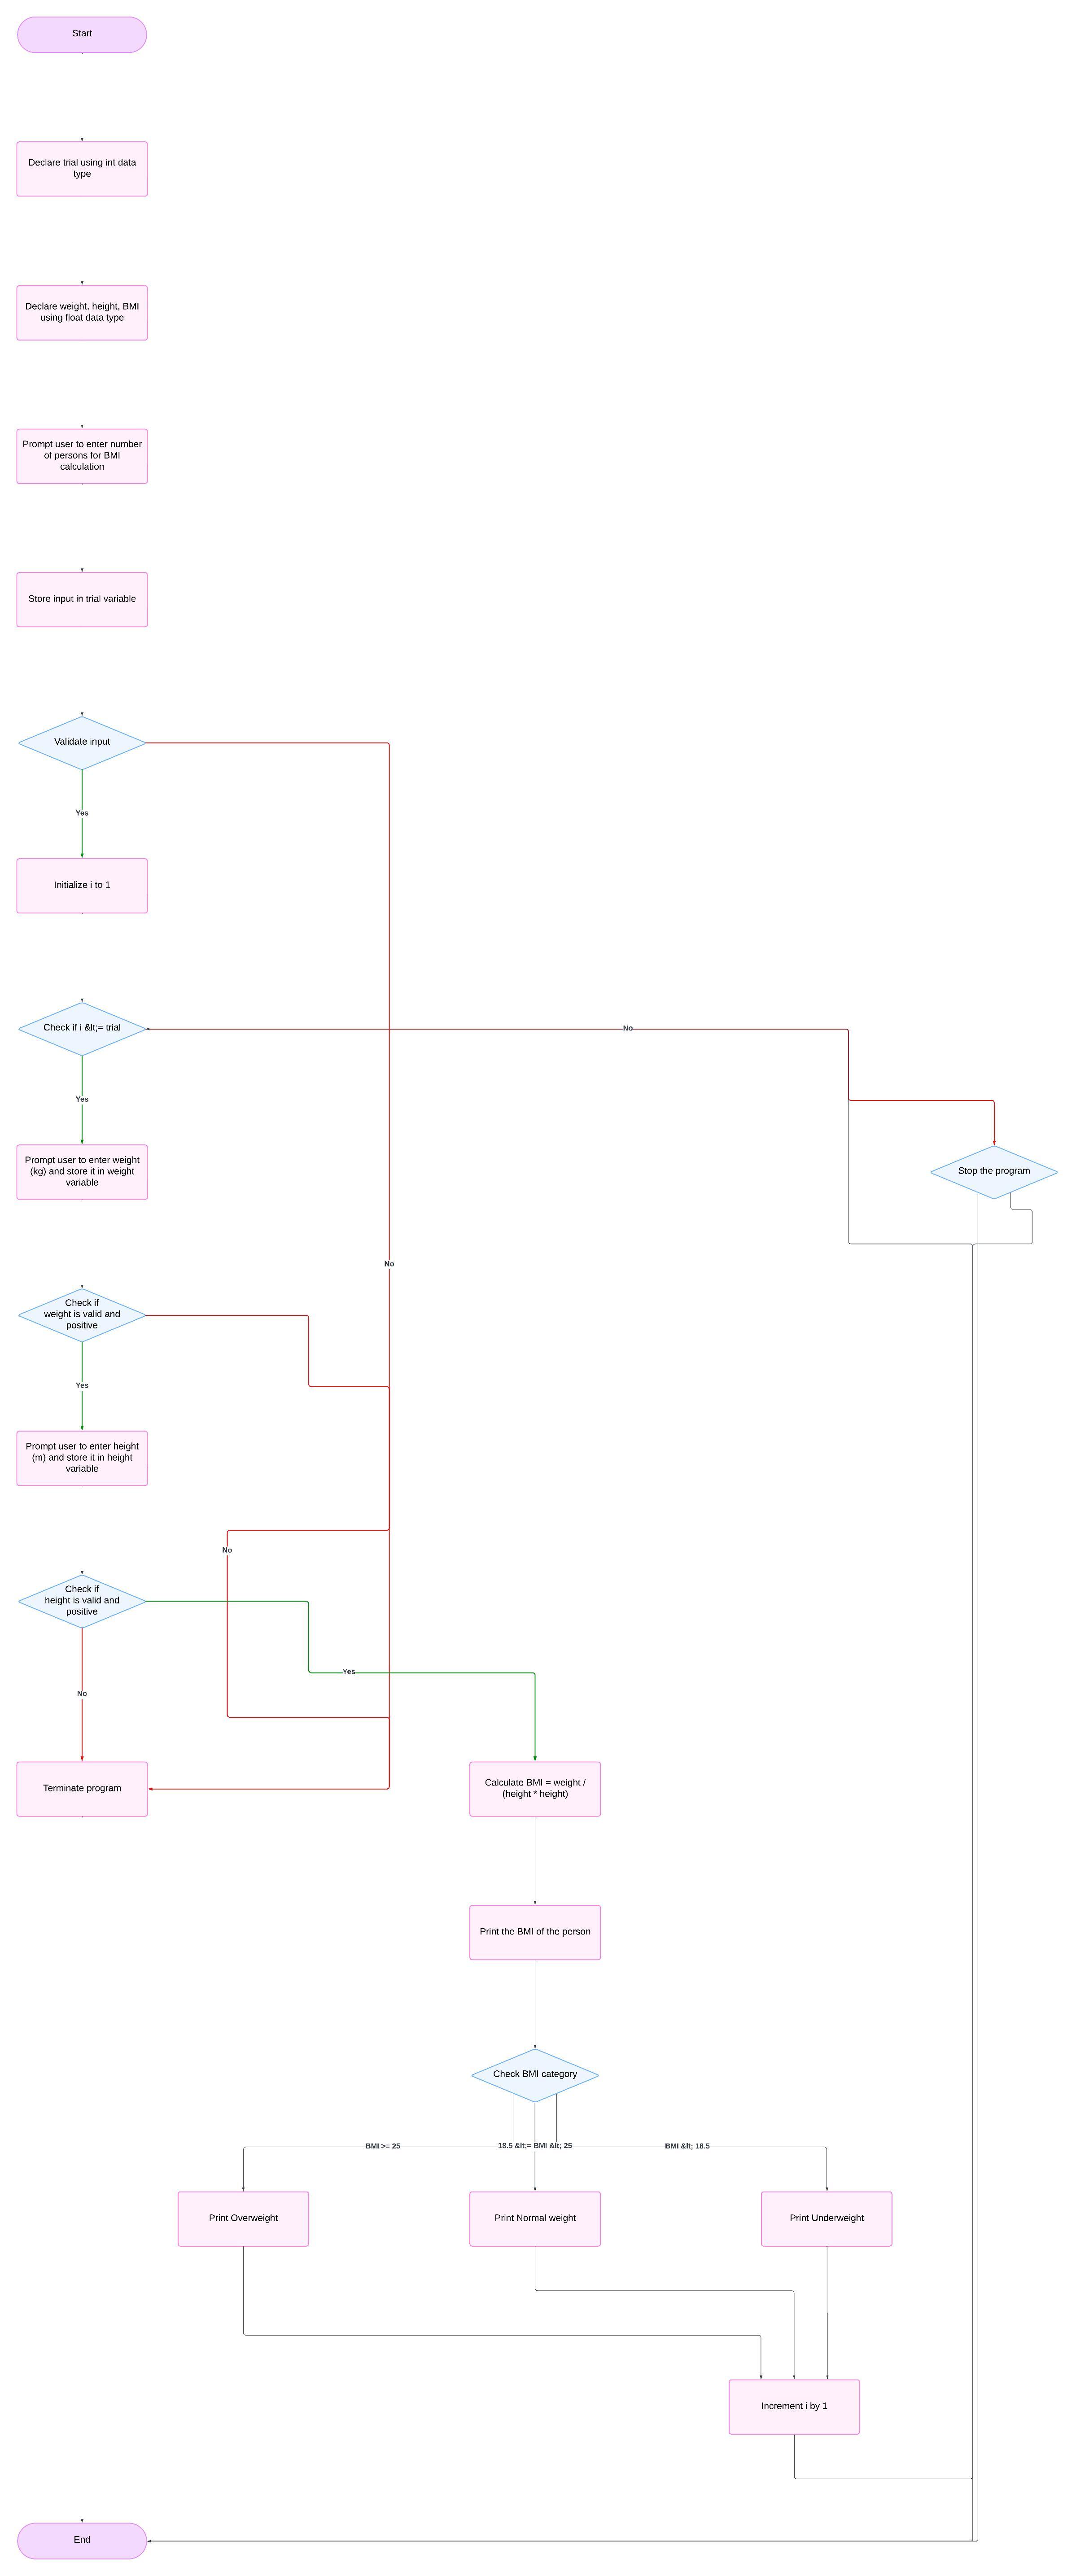 Start
Declare trial using int data
type
Declare weight, height, BMI
using float data type
Prompt user to enter number
of persons for BMI
calculation
Store input in trial variable
Validate input
Yes
Initialize i to 1
Check if i &lt;= trial
No
Yes
Prompt user to enter weight
(kg) and store it in weight
variable
Stop the program
No
Check if
weight is valid and
positive
Yes
Prompt user to enter height
(m) and store it in height
variable
No
Check if
height is valid and
positive
Yes
No
Terminate program
Calculate BMI = weight /
(height * height)
Print the BMI of the person
Check BMI category
BMI >= 25
18.5 &lt;= BMI &lt; 25
BMI &lt; 18.5
Print Overweight
Print Normal weight
Print Underweight
Increment i by 1
End